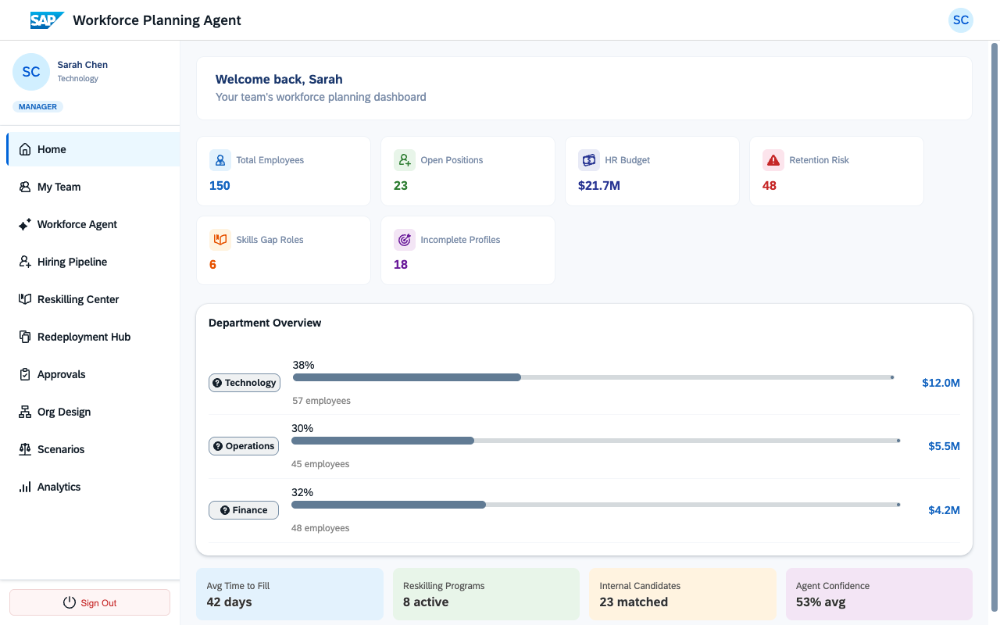 SAP Workforce Planning Agent
SC
SC
Sarah Chen
Technology
MANAGER
Home
My Team
Workforce Agent
Hiring Pipeline
Reskilling Center
Redeployment Hub
Approvals
Org Design
Scenarios
Analytics
Sign Out
Welcome back, Sarah
Your team's workforce planning dashboard
Total Employees
150
Open Positions
23
HR Budget
$21.7M
Retention Risk
48
Skills Gap Roles
6
Incomplete Profiles
18
Department Overview
Technology
38%
57 employees
$12.0M
Operations
30%
45 employees
$5.5M
Finance
32%
48 employees
$4.2M
Avg Time to Fill
42 days
Reskilling Programs
8 active
Internal Candidates
23 matched
Agent Confidence
53% avg